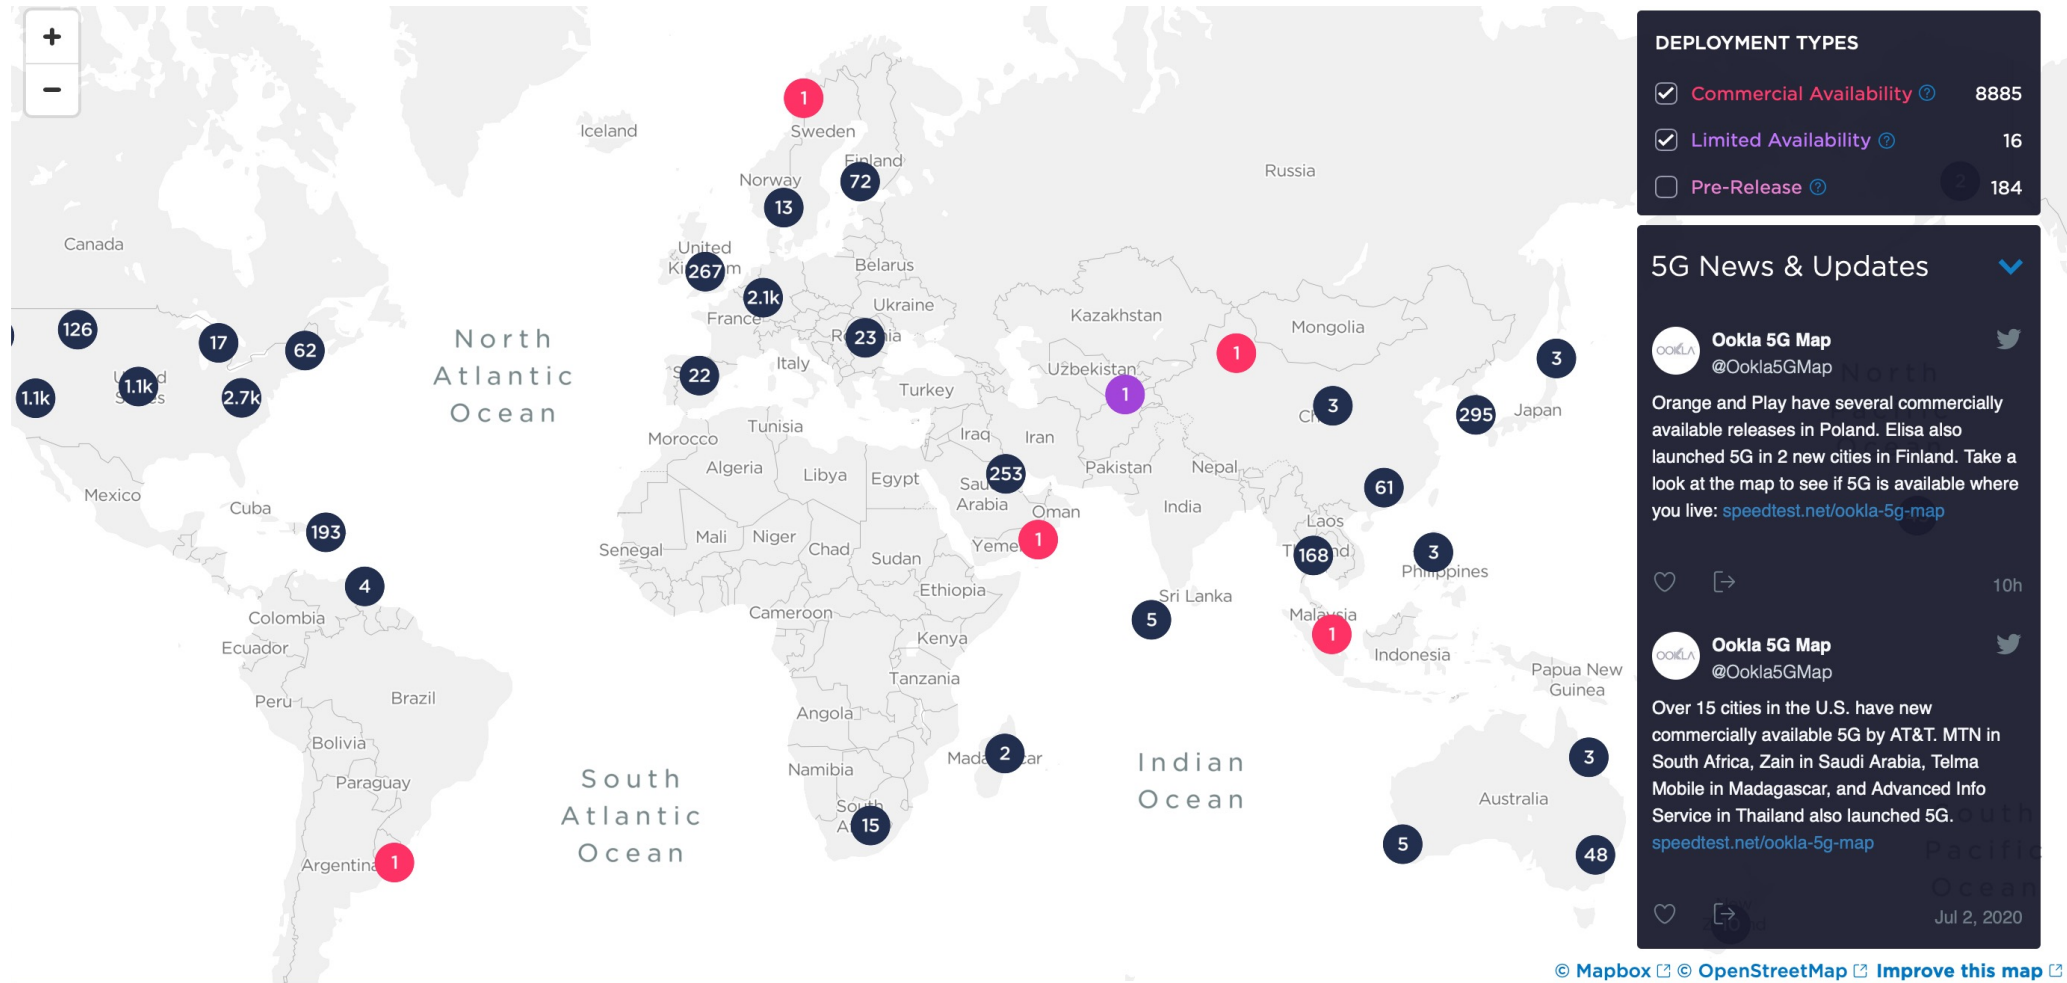 +
−
1
Sweden
Iceland
Finland
72
Russia
Norway
13
Canada
United
267
Belarus
2.1k
Ukraine
France
Kazakhstan
Mongolia
126
17
62
23
North
Atlantic
Ocean
Italy
1
3
22
Uzbekistan
1
1.1k
1.1k
2.7k
Turkey
3
295
Japan
Tunisia
Morocco
Iraq
Iran
Algeria
Libya
Egypt
253
Pakistan
Nepal
61
Mexico
Arabia
India
Cuba
Oman
Laos
193
Mali
Niger
Chad
Senegal
1
168
3
Sudan
Philippines
4
Ethiopia
Sri Lanka
Colombia
Cameroon
5
Malaysia
1
Ecuador
Kenya
Indonesia
Papua New
Guinea
Peru
Brazil
Tanzania
Angola
Bolivia
2
Indian
Ocean
3
Namibia
Paraguay
South
Atlantic
Ocean
South
15
Australia
5
48
Argentina
1
DEPLOYMENT TYPES
Commercial Availability ? 8885
Limited Availability ? 16
Pre-Release ? 184
2
5G News & Updates
OOKLA
Ookla 5G Map
@Ookla5GMap
North
Orange and Play have several commercially
available releases in Poland. Elisa also
launched 5G in 2 new cities in Finland. Take a
look at the map to see if 5G is available where
you live: speedtest.net/ookla-5g-map
10h
OOKLA
Ookla 5G Map
@Ookla5GMap
Over 15 cities in the U.S. have new
commercially available 5G by AT&T. MTN in
South Africa, Zain in Saudi Arabia, Telma
Mobile in Madagascar, and Advanced Info
Service in Thailand also launched 5G.
speedtest.net/ookla-5g-map
Pacific
Ocean
Jul 2, 2020
© Mapbox © OpenStreetMap Improve this map